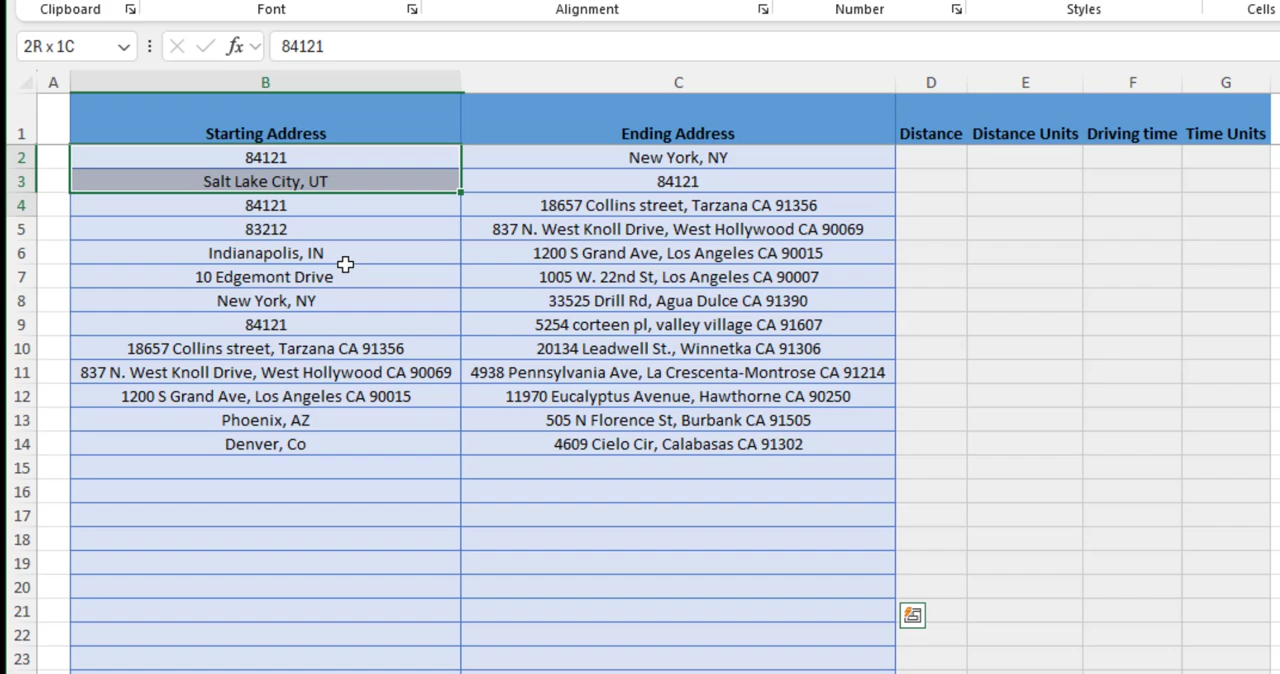 Clipboard Font Alignment Number Styles Cells
2R x 1C fx 84121
A B C D E F G
1 Starting Address Ending Address Distance Distance Units Driving time Time Units
2 84121 New York, NY
3 Salt Lake City, UT 84121
4 84121 18657 Collins street, Tarzana CA 91356
5 83212 837 N. West Knoll Drive, West Hollywood CA 90069
6 Indianapolis, IN 1200 S Grand Ave, Los Angeles CA 90015
7 10 Edgemont Drive 1005 W. 22nd St, Los Angeles CA 90007
8 New York, NY 33525 Drill Rd, Agua Dulce CA 91390
9 84121 5254 corteen pl, valley village CA 91607
10 18657 Collins street, Tarzana CA 91356 20134 Leadwell St., Winnetka CA 91306
11 837 N. West Knoll Drive, West Hollywood CA 90069 4938 Pennsylvania Ave, La Crescenta-Montrose CA 91214
12 1200 S Grand Ave, Los Angeles CA 90015 11970 Eucalyptus Avenue, Hawthorne CA 90250
13 Phoenix, AZ 505 N Florence St, Burbank CA 91505
14 Denver, Co 4609 Cielo Cir, Calabasas CA 91302
15
16
17
18
19
20
21
22
23